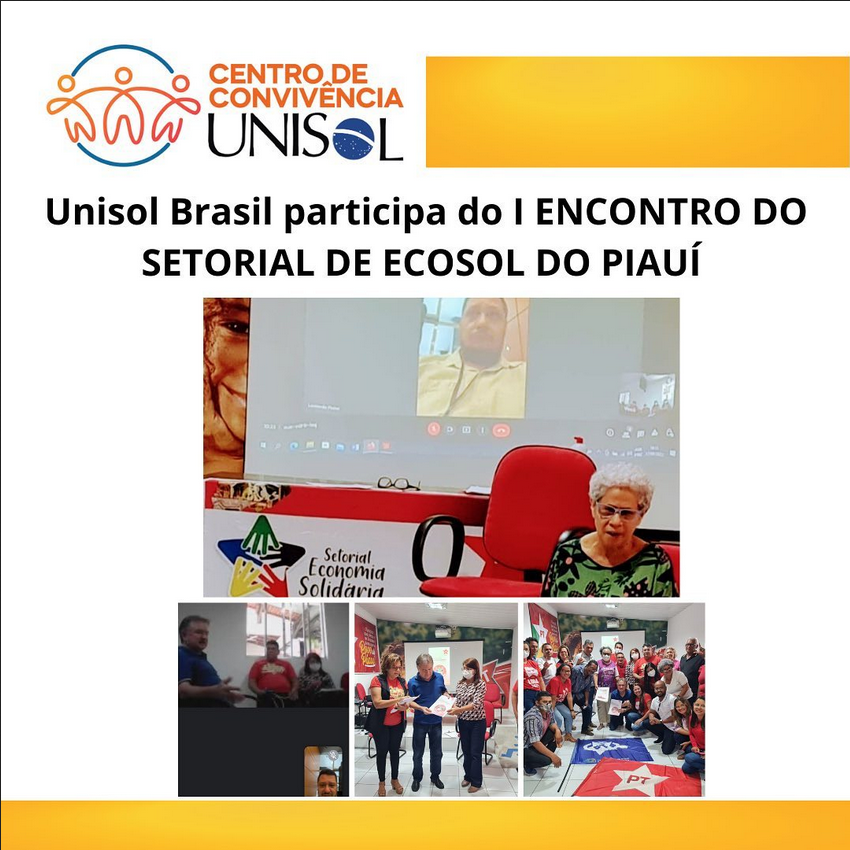 CENTRO DE
CONVIVÊNCIA
UNISOL
Unisol Brasil participa do I ENCONTRO DO
SETORIAL DE ECOSOL DO PIAUÍ
Setorial
Economia
Solidária
PT
PT